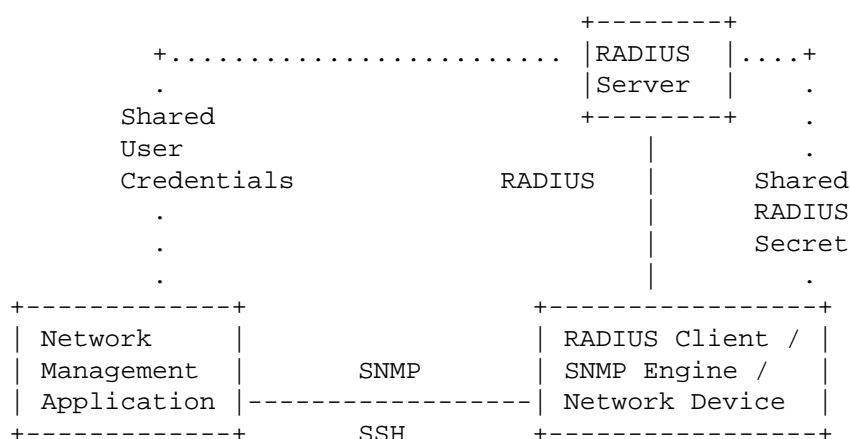 +--------+
+......................... |RADIUS |....+
. |Server | .
Shared +--------+ .
User | .
Credentials RADIUS | Shared
. | RADIUS
. | Secret
. | .
+-------------+ +-----------------+
| Network | | RADIUS Client / |
| Management | SNMP | SNMP Engine / |
| Application |------------------| Network Device |
+-------------+ SSH +-----------------+